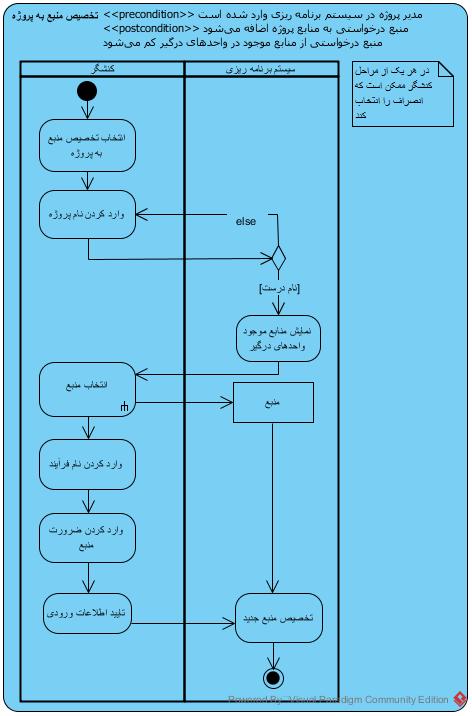 تخصیص منبع به پروژه <<precondition>> مدیر پروژه در سیستم برنامه ریزی وارد شده است
<<postcondition>> منبع درخواستی به منابع پروژه اضافه می‌شود
منبع درخواستی از منابع موجود در واحدهای درگیر کم می‌شود
کنشگر
سیستم برنامه ریزی
در هر یک از مراحل
کنشگر ممکن است که
انصراف را انتخاب
کند
انتخاب تخصیص منبع
به پروژه
وارد کردن نام پروژه
else
[نام درست]
نمایش منابع موجود
واحدهای درگیر
انتخاب منبع
منبع
وارد کردن نام فرآیند
وارد کردن ضرورت
منبع
تایید اطلاعات ورودی
تخصیص منبع جدید
Powered By Visual Paradigm Community Edition